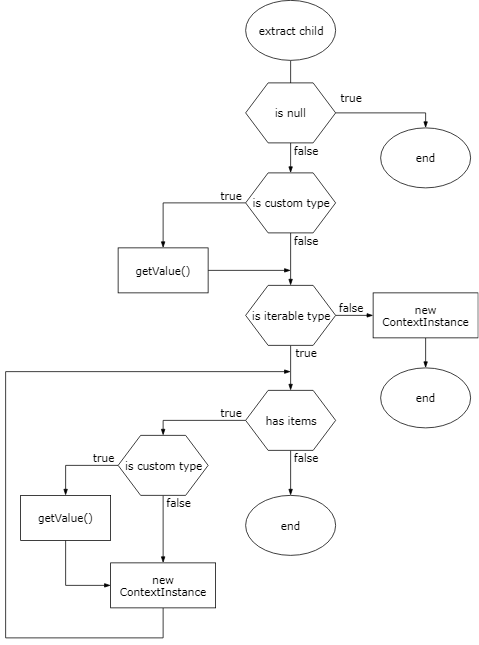 extract child
true
is null
false
end
true
is custom type
false
getValue()
is iterable type
false
new
ContextInstance
true
end
true
has items
true
is custom type
false
false
getValue()
end
new
ContextInstance